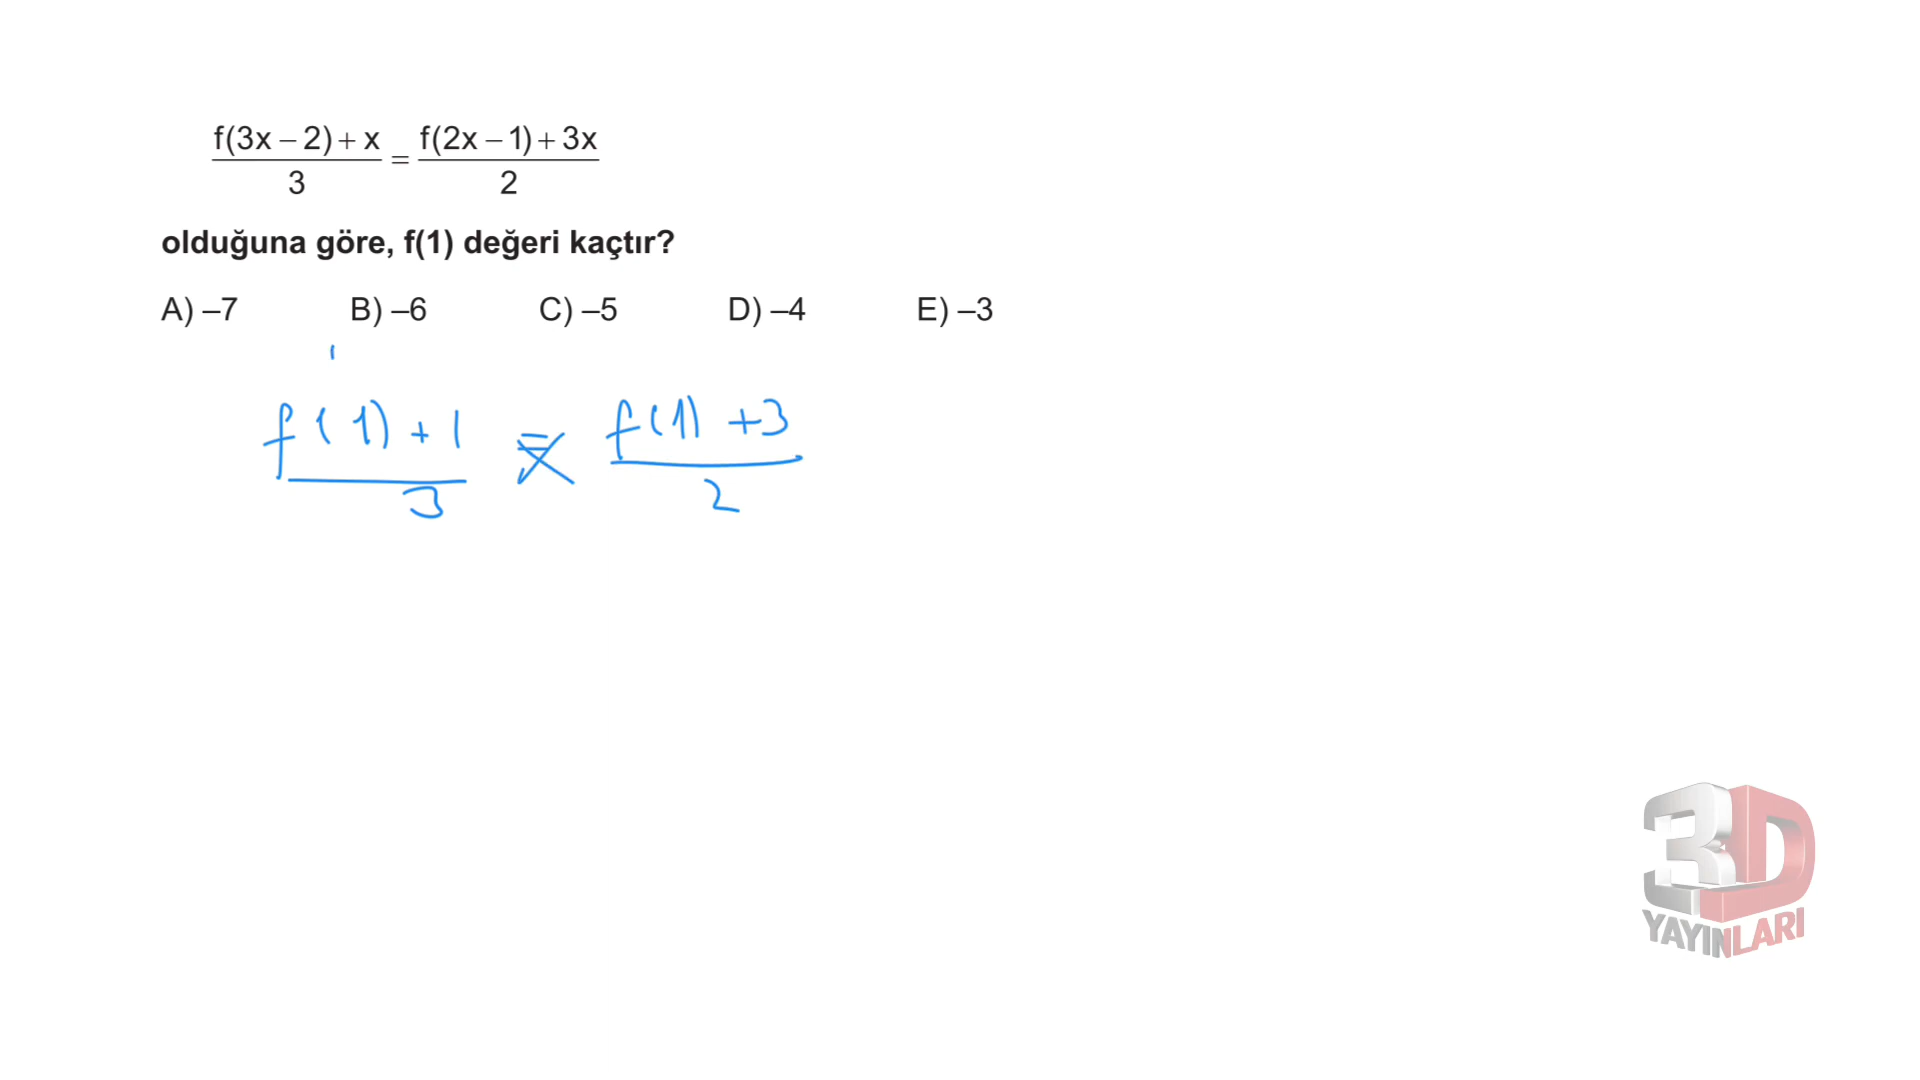 f(3x – 2) + x / 3 = f(2x – 1) + 3x / 2
olduğuna göre, f(1) değeri kaçtır?
A) –7 B) –6 C) –5 D) –4 E) –3
f(1) + 1 / 3 = f(1) + 3 / 2
3D
YAYINLARI